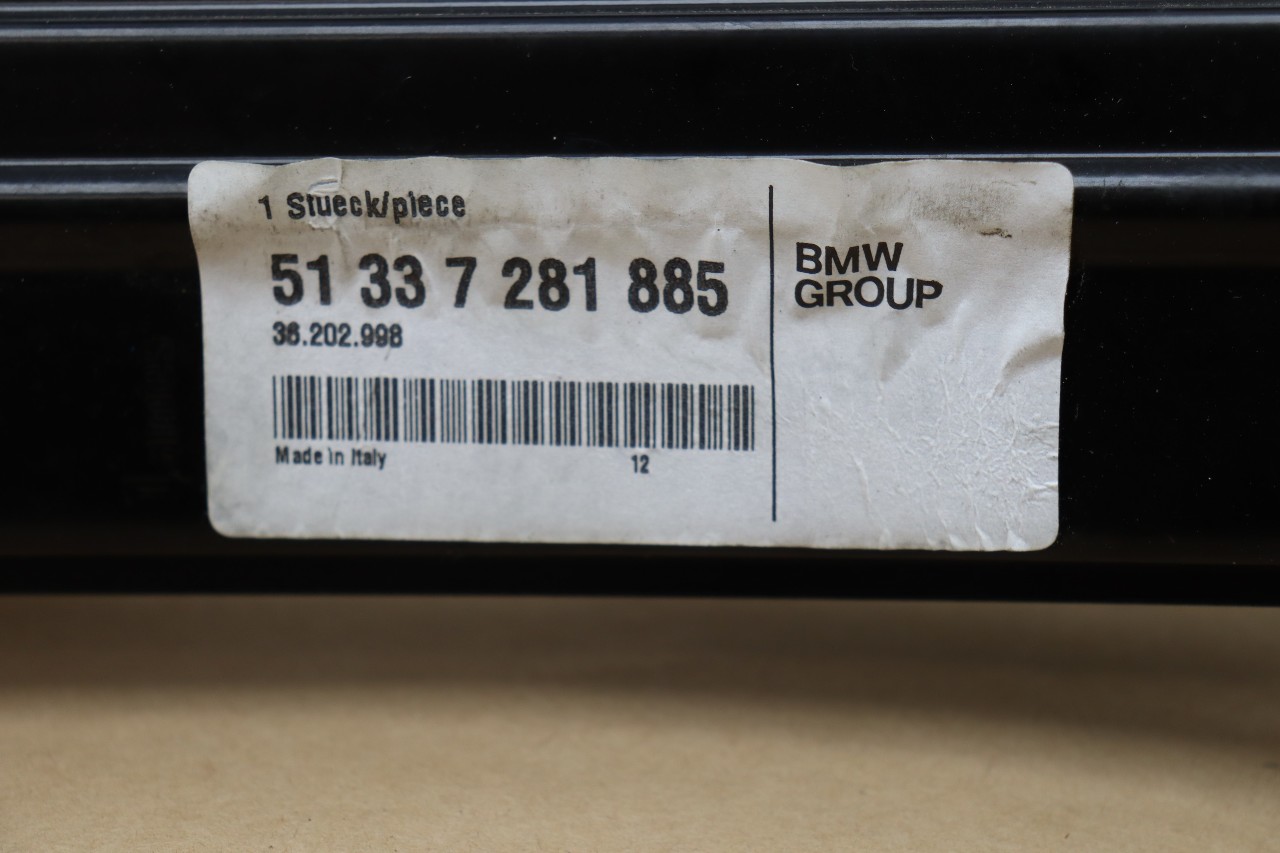 1 Stueck/piece
51 33 7 281 885
36.202.998
Made in Italy
12
BMW
GROUP